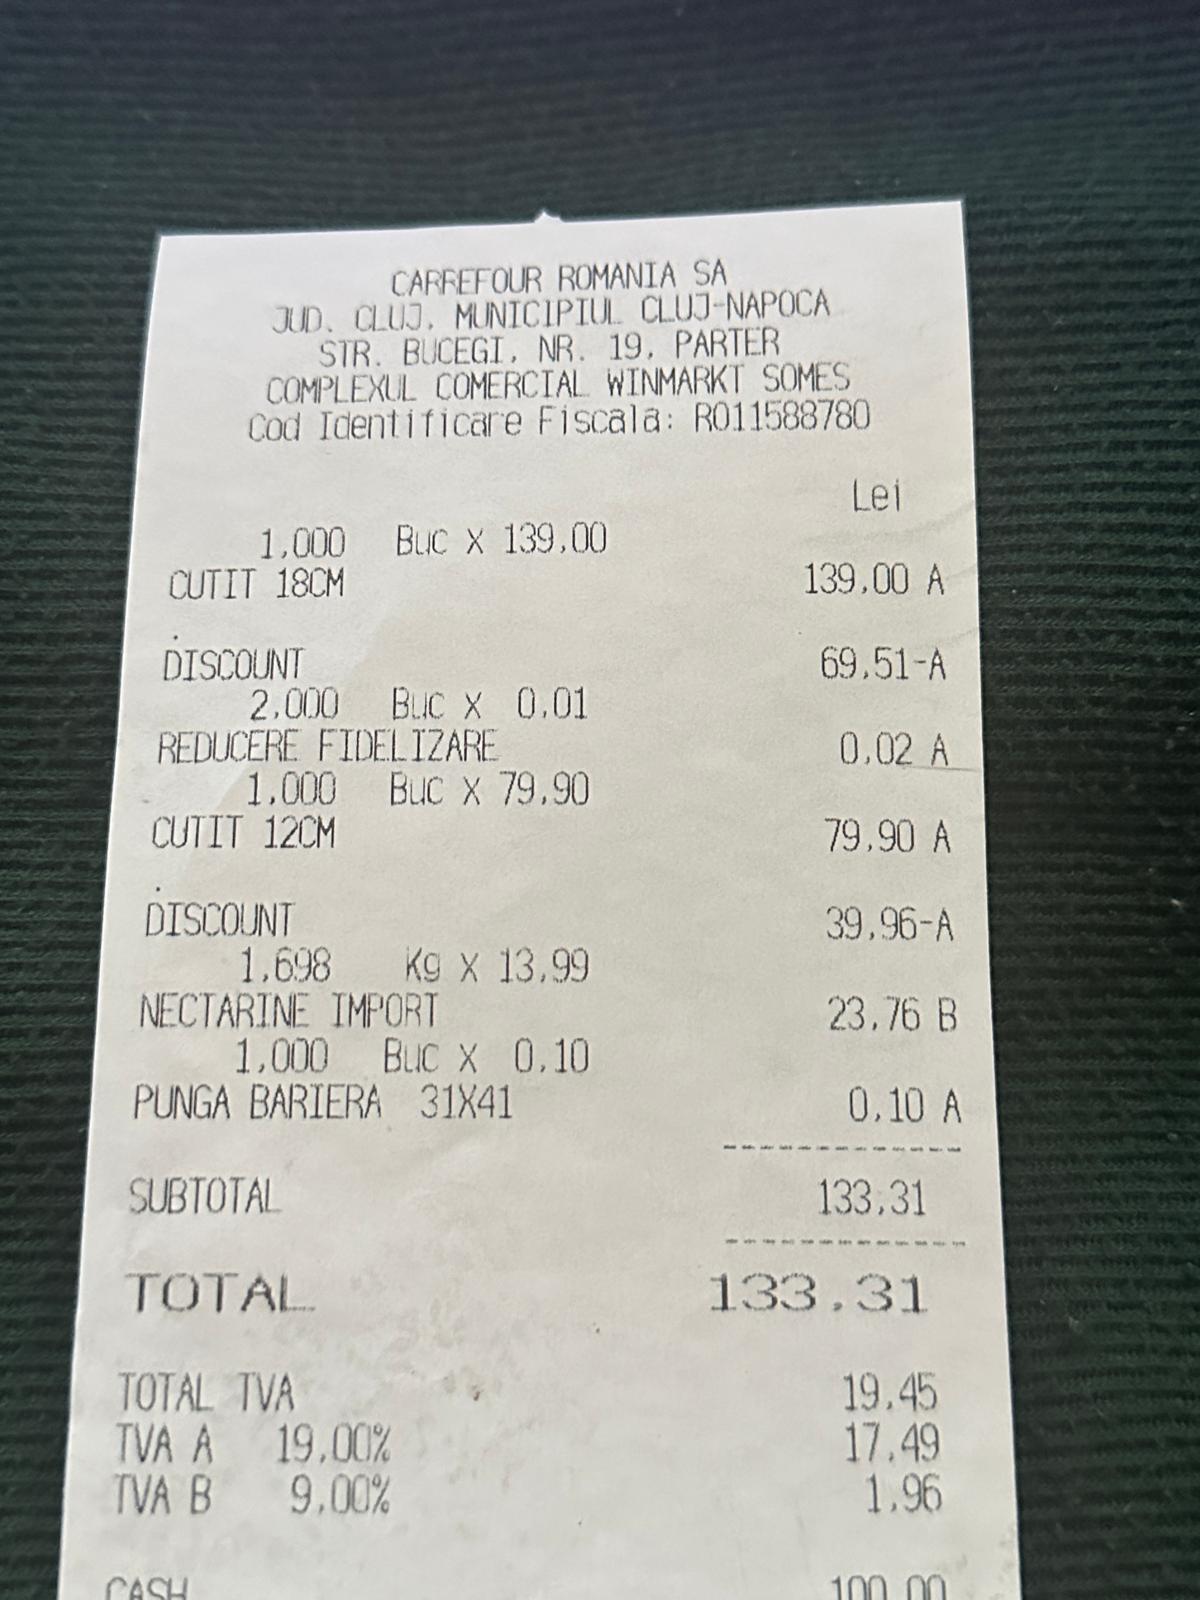 CARREFOUR ROMANIA SA
JUD. CLUJ, MUNICIPIUL CLUJ-NAPOCA
STR. BUCEGI, NR. 19, PARTER
COMPLEXUL COMERCIAL WINMARKT SOMES
Cod Identificare Fiscala: RO11588780
Lei
1,000 Buc X 139,00
CUTIT 18CM 139,00 A
.
DISCOUNT 69,51-A
2,000 Buc X 0,01
REDUCERE FIDELIZARE 0,02 A
1,000 Buc X 79,90
CUTIT 12CM 79,90 A
.
DISCOUNT 39,96-A
1,698 Kg X 13,99
NECTARINE IMPORT 23,76 B
1,000 Buc X 0,10
PUNGA BARIERA 31X41 0,10 A
SUBTOTAL 133,31
TOTAL 133.31
TOTAL TVA 19,45
TVA A 19,00% 17,49
TVA B 9,00% 1,96
CASH 100,00